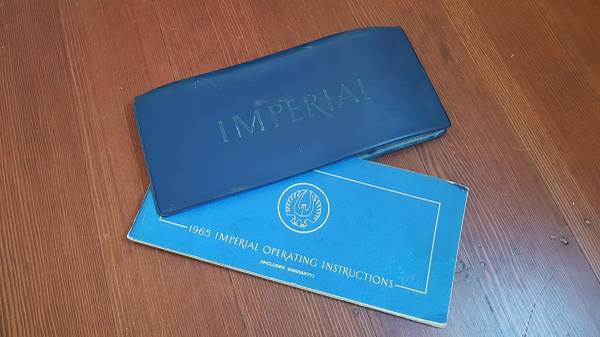 IMPERIAL
1965 IMPERIAL OPERATING INSTRUCTIONS
(INCLUDES WARRANTY)